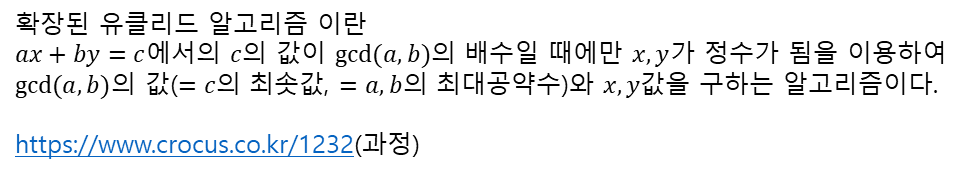 확장된 유클리드 알고리즘 이란
ax + by = c에서의 c의 값이 gcd(a, b)의 배수일 때에만 x, y가 정수가 됨을 이용하여
gcd(a, b)의 값(= c의 최솟값, = a, b의 최대공약수)와 x, y값을 구하는 알고리즘이다.
https://www.crocus.co.kr/1232(과정)